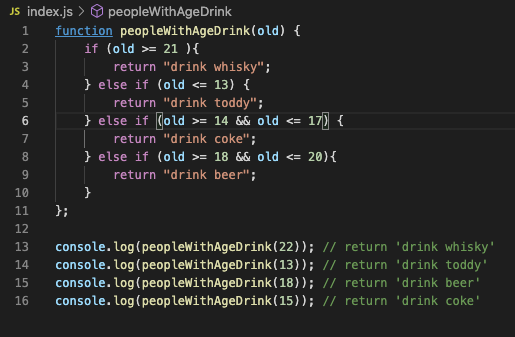 JS index.js > peopleWithAgeDrink
1 function peopleWithAgeDrink(old) {
2     if (old >= 21 ){
3         return "drink whisky";
4     } else if (old <= 13) {
5         return "drink toddy";
6     } else if (old >= 14 && old <= 17) {
7         return "drink coke";
8     } else if (old >= 18 && old <= 20){
9         return "drink beer";
10     }
11 };
12
13 console.log(peopleWithAgeDrink(22)); // return 'drink whisky'
14 console.log(peopleWithAgeDrink(13)); // return 'drink toddy'
15 console.log(peopleWithAgeDrink(18)); // return 'drink beer'
16 console.log(peopleWithAgeDrink(15)); // return 'drink coke'